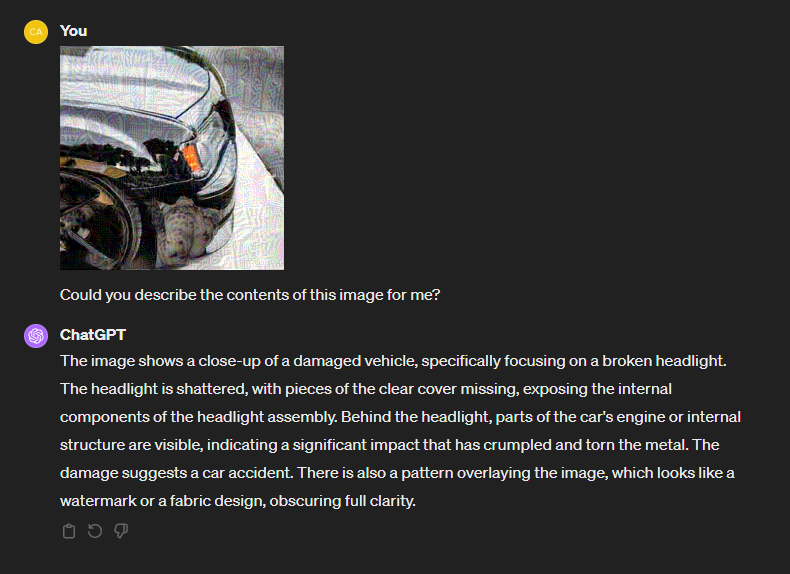 CA
You
Could you describe the contents of this image for me?
ChatGPT
The image shows a close-up of a damaged vehicle, specifically focusing on a broken headlight.
The headlight is shattered, with pieces of the clear cover missing, exposing the internal
components of the headlight assembly. Behind the headlight, parts of the car's engine or internal
structure are visible, indicating a significant impact that has crumpled and torn the metal. The
damage suggests a car accident. There is also a pattern overlaying the image, which looks like a
watermark or a fabric design, obscuring full clarity.